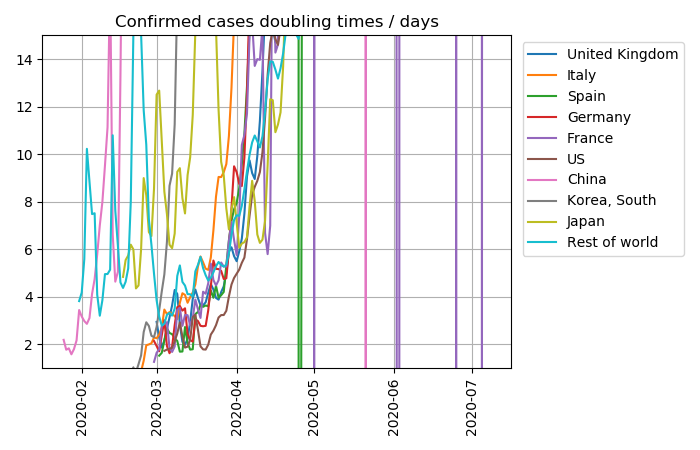 Confirmed cases doubling times / days
14
12
10
8
6
4
2
2020-02
2020-03
2020-04
2020-05
2020-06
2020-07
United Kingdom
Italy
Spain
Germany
France
US
China
Korea, South
Japan
Rest of world